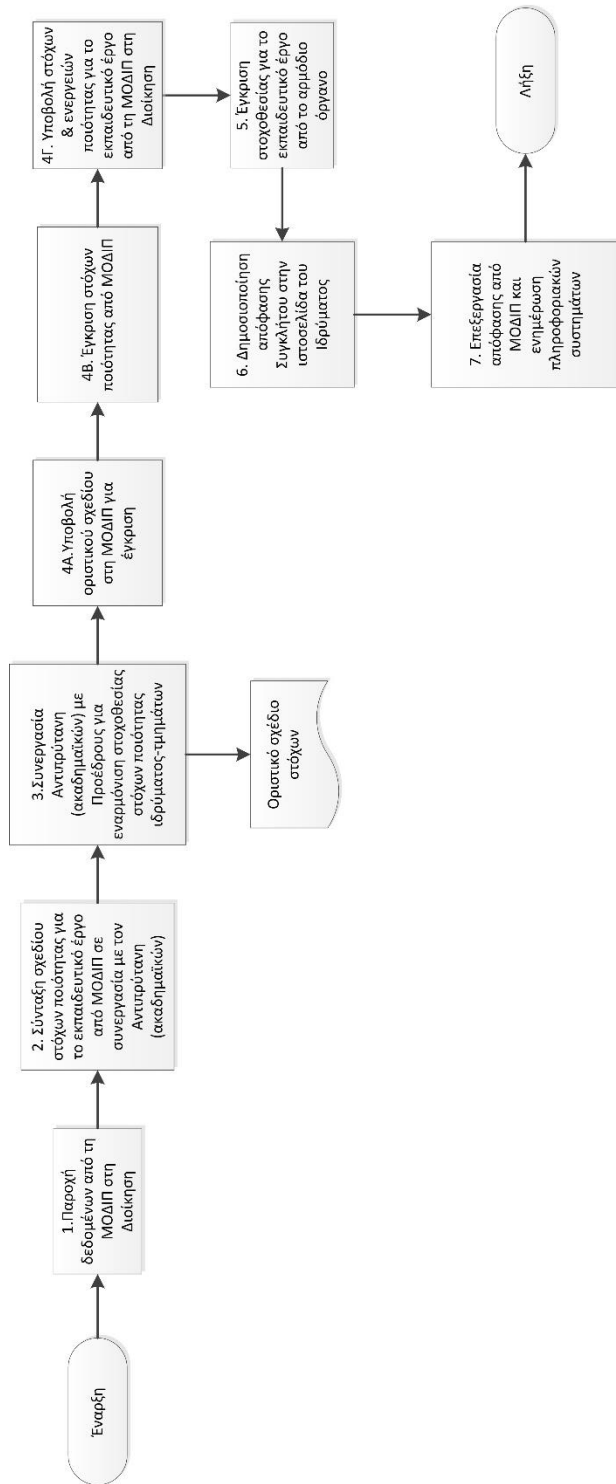 Έναρξη
1.Παροχή
δεδομένων από τη
ΜΟΔΙΠ στη
Διοίκηση
2. Σύνταξη σχεδίου
στόχων ποιότητας για
το εκπαιδευτικό έργο
από ΜΟΔΙΠ σε
συνεργασία με τον
Αντιπρύτανη
(ακαδημαϊκών)
3.Συνεργασία
Αντιπρύτανη
(ακαδημαϊκών) με
Προέδρους για
εναρμόνιση στοχοθεσίας
στόχων ποιότητας
ιδρύματος-τμημάτων
Οριστικό σχέδιο
στόχων
4Α.Υποβολή
οριστικού σχεδίου
στη ΜΟΔΙΠ για
έγκριση
4Β. Έγκριση στόχων
ποιότητας από ΜΟΔΙΠ
4Γ. Υποβολή στόχων
& ενεργειών
ποιότητας για το
εκπαιδευτικό έργο
από τη ΜΟΔΙΠ στη
Διοίκηση
5. Έγκριση
στοχοθεσίας για το
εκπαιδευτικό έργο
από το αρμόδιο
όργανο
6. Δημοσιοποίηση
απόφασης
Συγκλήτου στην
ιστοσελίδα του
Ιδρύματος
7. Επεξεργασία
απόφασης από
ΜΟΔΙΠ και
ενημέρωση
πληροφοριακών
συστημάτων
Λήξη